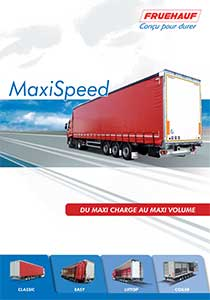 FRUEHAUF
Conçu pour durer
MaxiSpeed
DU MAXI CHARGE AU MAXI VOLUME
CLASSIC
EASY
LIFTOP
COILER